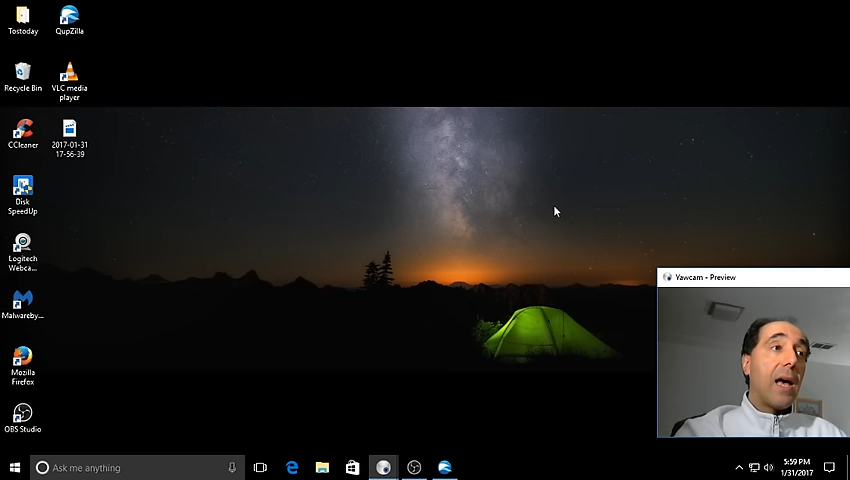 Tostoday
QupZilla
Recycle Bin
VLC media
player
CCleaner
2017-01-31
17-56-39
Disk
SpeedUp
Logitech
Webca...
Malwareby...
Mozilla
Firefox
OBS Studio
Yawcam - Preview
Ask me anything
5:59 PM
1/31/2017